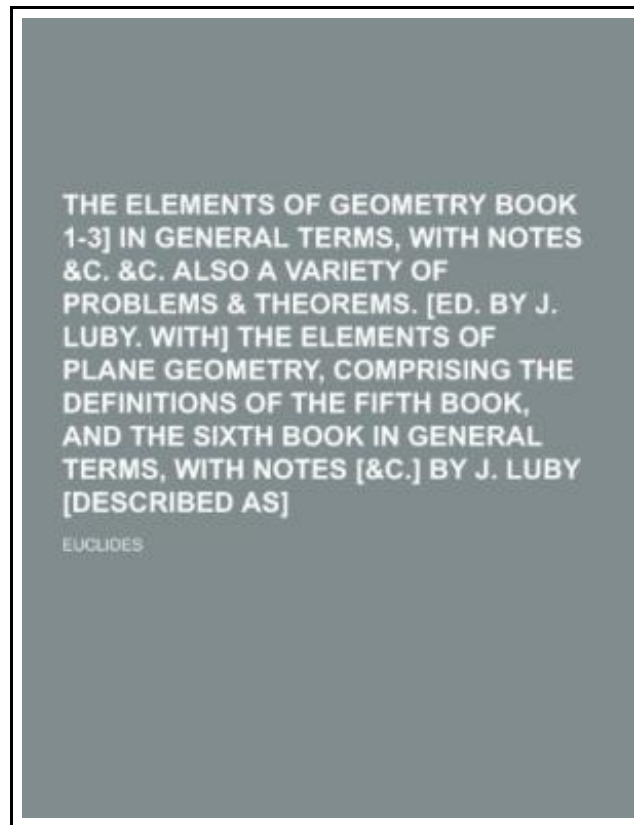 THE ELEMENTS OF GEOMETRY BOOK
1-3] IN GENERAL TERMS, WITH NOTES
&C. &C. ALSO A VARIETY OF
PROBLEMS & THEOREMS. [ED. BY J.
LUBY. WITH] THE ELEMENTS OF
PLANE GEOMETRY, COMPRISING THE
DEFINITIONS OF THE FIFTH BOOK,
AND THE SIXTH BOOK IN GENERAL
TERMS, WITH NOTES [&C.] BY J. LUBY
[DESCRIBED AS]
EUCLIDES